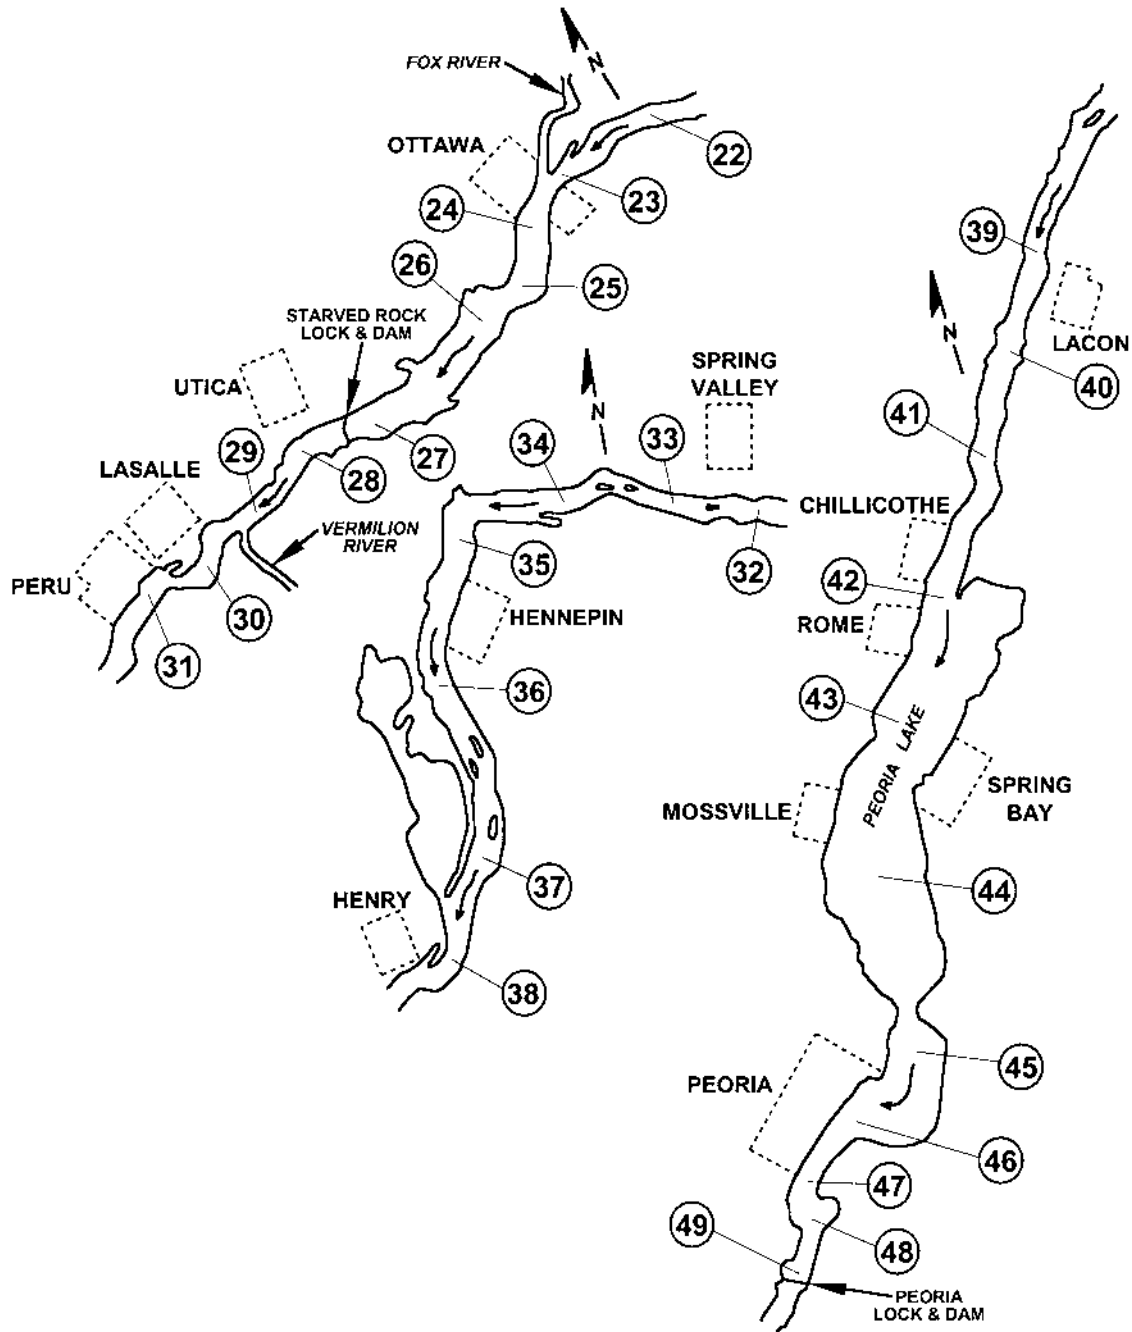 FOX RIVER
N
OTTAWA
22
23
24
25
26
STARVED ROCK
LOCK & DAM
UTICA
27
28
29
LASALLE
VERMILION
RIVER
PERU
30
31
N
SPRING
VALLEY
34
33
32
35
HENNEPIN
36
37
HENRY
38
39
N
LACON
40
41
CHILLICOTHE
42
ROME
43
PEORIA LAKE
MOSSVILLE
SPRING
BAY
44
45
PEORIA
46
47
48
49
PEORIA
LOCK & DAM